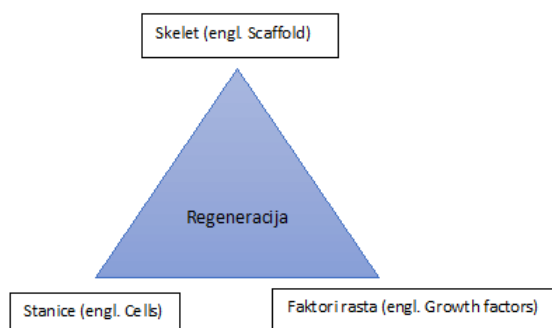 Skelet (engl. Scaffold)
Regeneracija
Stanice (engl. Cells)
Faktori rasta (engl. Growth factors)